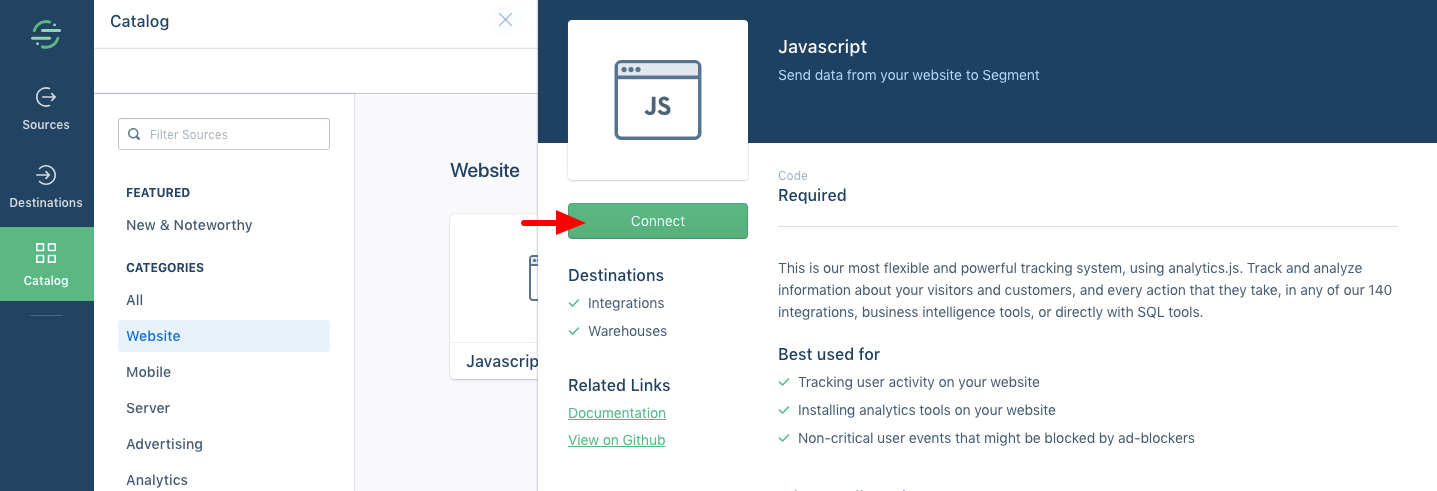 Sources
Destinations
Catalog
Catalog
Filter Sources
FEATURED
New & Noteworthy
CATEGORIES
All
Website
Mobile
Server
Advertising
Analytics
Website
Javascrip
JS
Connect
Destinations
Integrations
Warehouses
Related Links
Documentation
View on Github
Javascript
Send data from your website to Segment
Code
Required
This is our most flexible and powerful tracking system, using analytics.js. Track and analyze
information about your visitors and customers, and every action that they take, in any of our 140
integrations, business intelligence tools, or directly with SQL tools.
Best used for
Tracking user activity on your website
Installing analytics tools on your website
Non-critical user events that might be blocked by ad-blockers